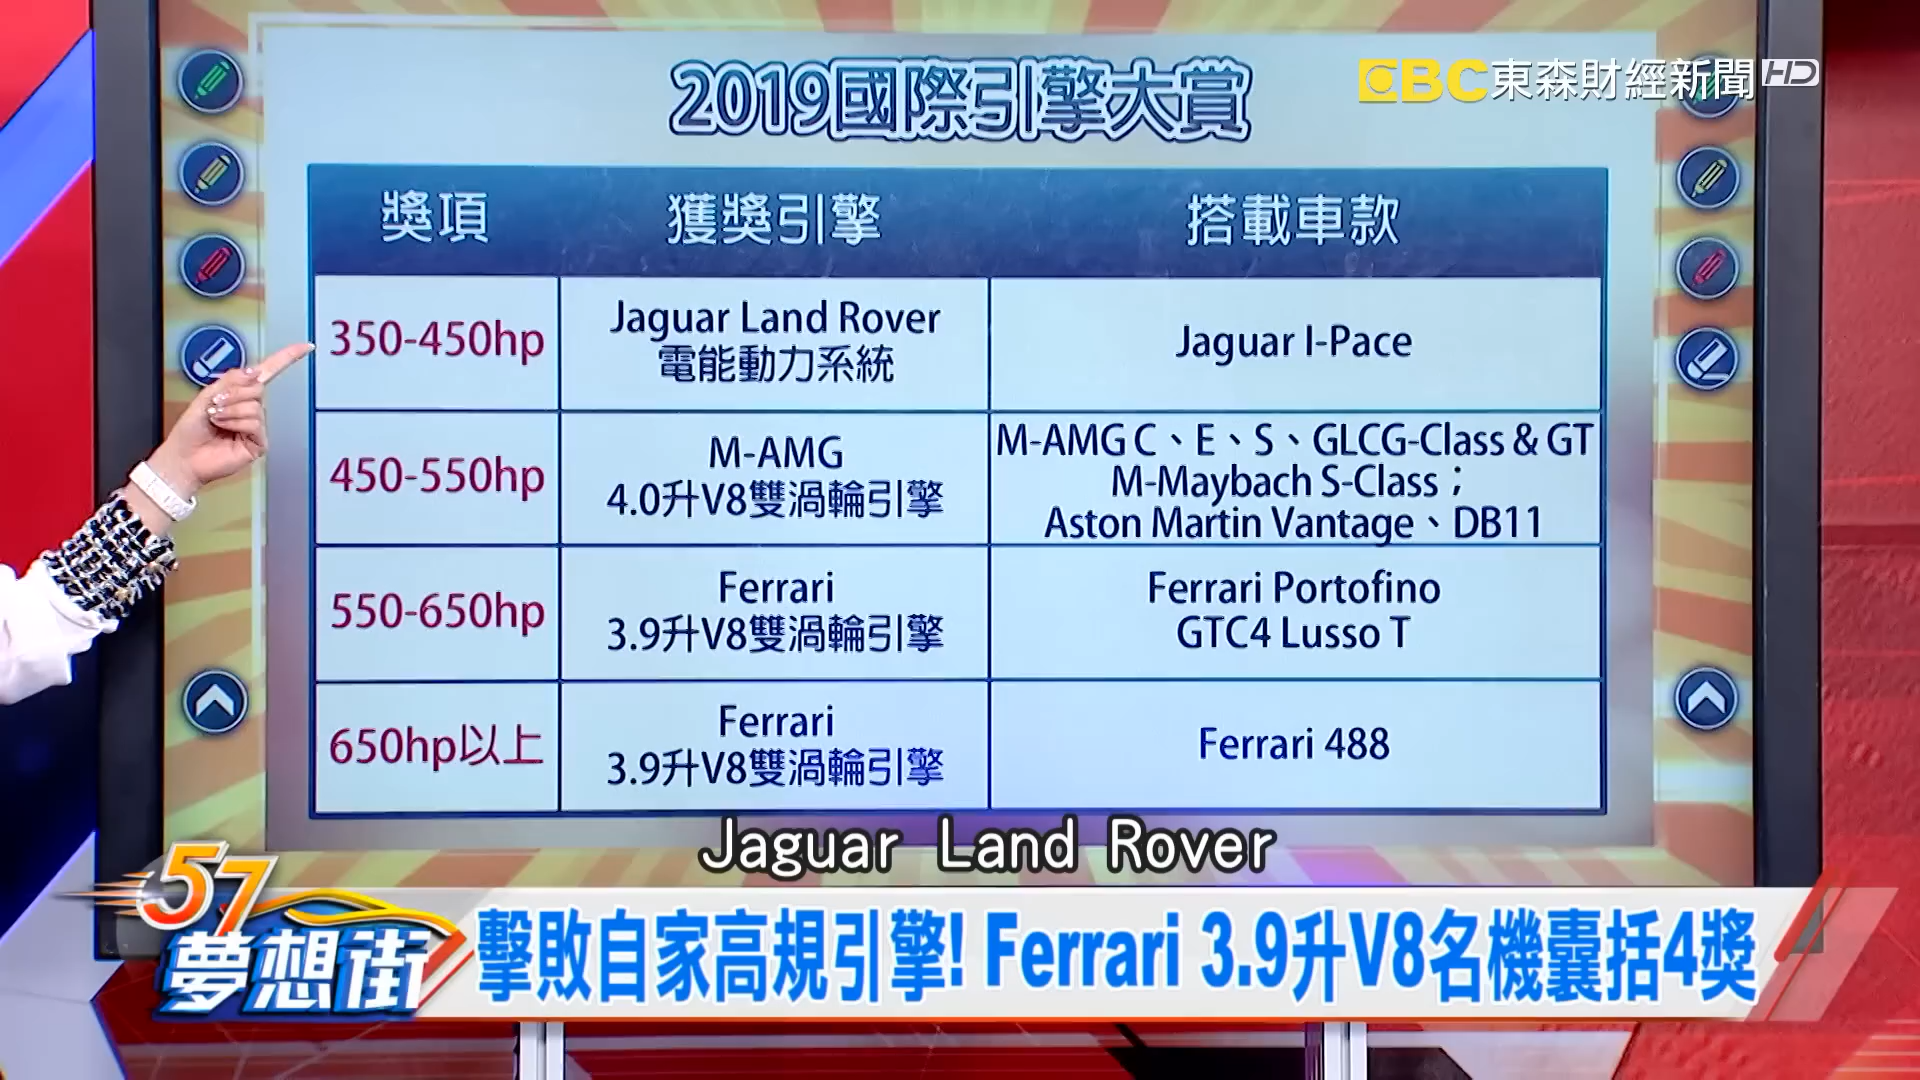 2019國際引擎大賞
EBC東森財經新聞HD
獎項
獲獎引擎
搭載車款
350-450hp
Jaguar Land Rover
電能動力系統
Jaguar I-Pace
450-550hp
M-AMG
4.0升V8雙渦輪引擎
M-AMG C、E、S、GLCG-Class & GT
M-Maybach S-Class；
Aston Martin Vantage、DB11
550-650hp
Ferrari
3.9升V8雙渦輪引擎
Ferrari Portofino
GTC4 Lusso T
650hp以上
Ferrari
3.9升V8雙渦輪引擎
Ferrari 488
Jaguar Land Rover
57
夢想街
擊敗自家高規引擎! Ferrari 3.9升V8名機囊括4獎